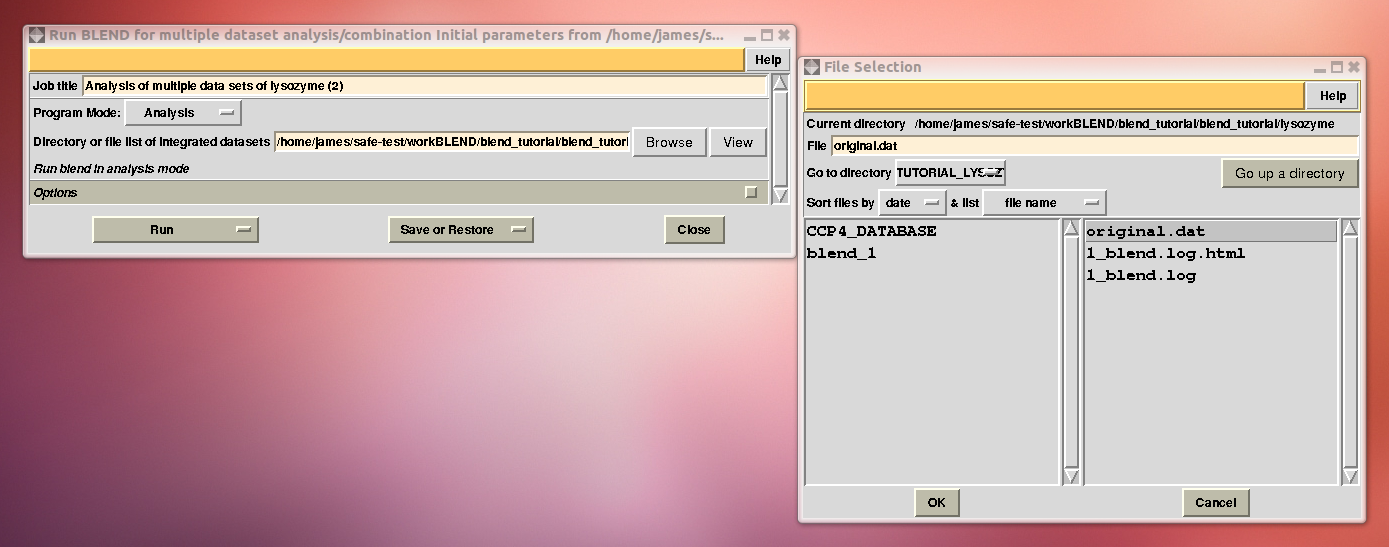 Run BLEND for multiple dataset analysis/combination Initial parameters from /home/james/s...
Help
Job title Analysis of multiple data sets of lysozyme (2)
Program Mode: Analysis
Directory or file list of integrated datasets /home/james/safe-test/workBLEND/blend_tutorial/blend_tutorl Browse View
Run blend in analysis mode
Options
Run Save or Restore Close
File Selection
Help
Current directory /home/james/safe-test/workBLEND/blend_tutorial/blend_tutorial/lysozyme
File original.dat
Go to directory Go up a directory
Sort files by date & list file name
CCP4_DATABASE
blend_1
original.dat
1_blend.log.html
1_blend.log
OK Cancel